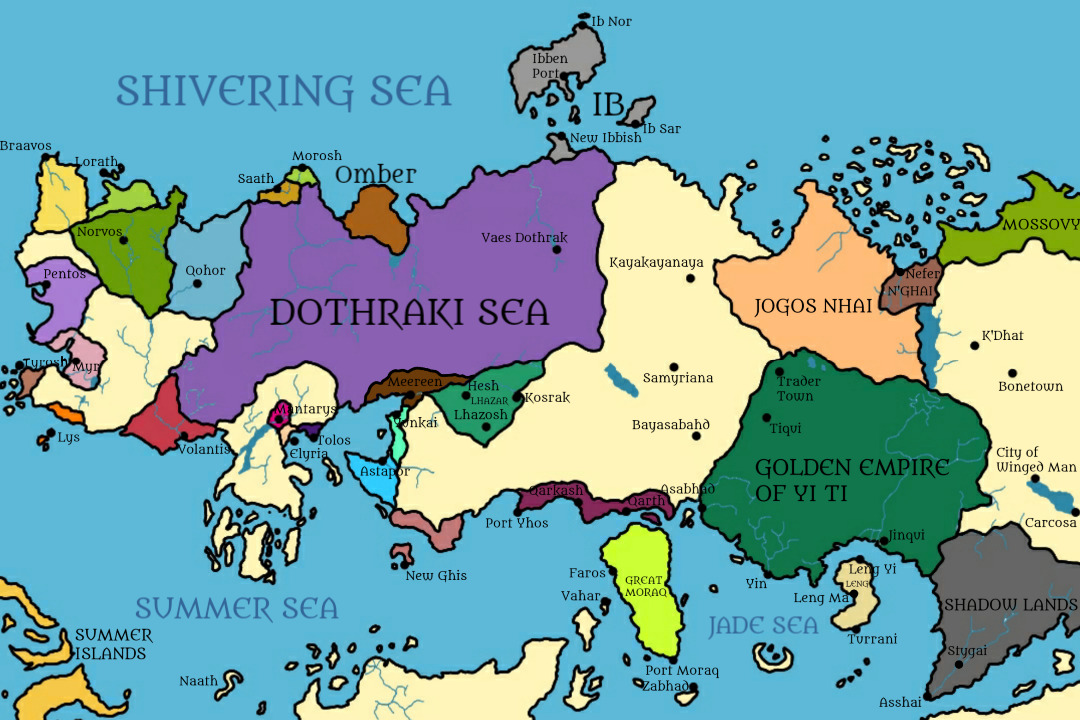 Ib Nor
Ibben
Port
SHIVERING SEA
IB
Ib Sar
New Ibbish
Braavos
Lorath
Morosh
Saath
Omber
Norvos
Vaes Dothrak
MOSSOVY
Pentos
Qohor
Kayakayanaya
Nefer
N'GHAI
DOTHRAKI SEA
JOGOS NHAI
K'Dhat
Tyrosh
Myr
Samyriana
Trader
Town
Bonetown
Meereen
Hesh
LHAZAR
Kosrak
Mantarys
Lhazosh
Yunkai
Bayasabahd
Tiqui
Lys
Volantis
Tolos
Elyria
Astapor
GOLDEN EMPIRE
OF YI TI
City of
Winged Man
Qarkash
Qarth
Asabhad
Port Yhos
Carcosa
Jinqui
New Ghis
Faros
GREAT
MORAQ
Vahar
Yin
Leng Yi
LENG
Leng Ma
SUMMER SEA
JADE SEA
SHADOW LANDS
SUMMER
ISLANDS
Turrani
Stygai
Naath
Port Moraq
Zabhad
Asshai